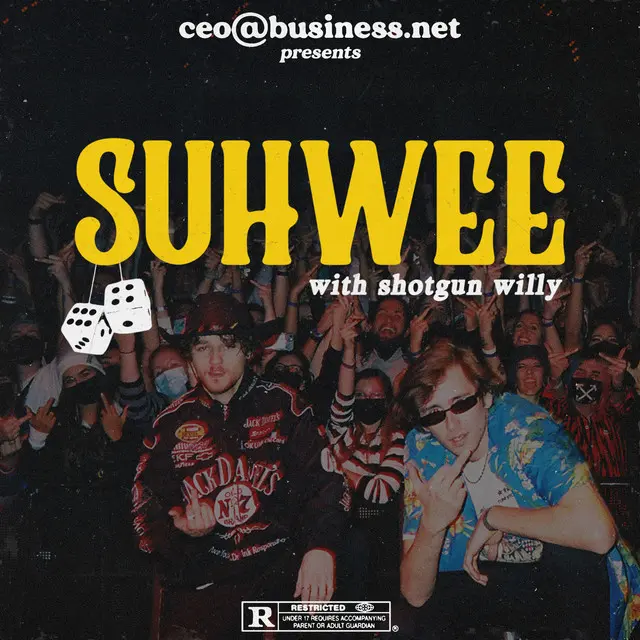 ceo@business.net
presents
SUHWEE
with shotgun willy
JACK DANIEL'S
R
RESTRICTED
UNDER 17 REQUIRES ACCOMPANYING
PARENT OR ADULT GUARDIAN
®